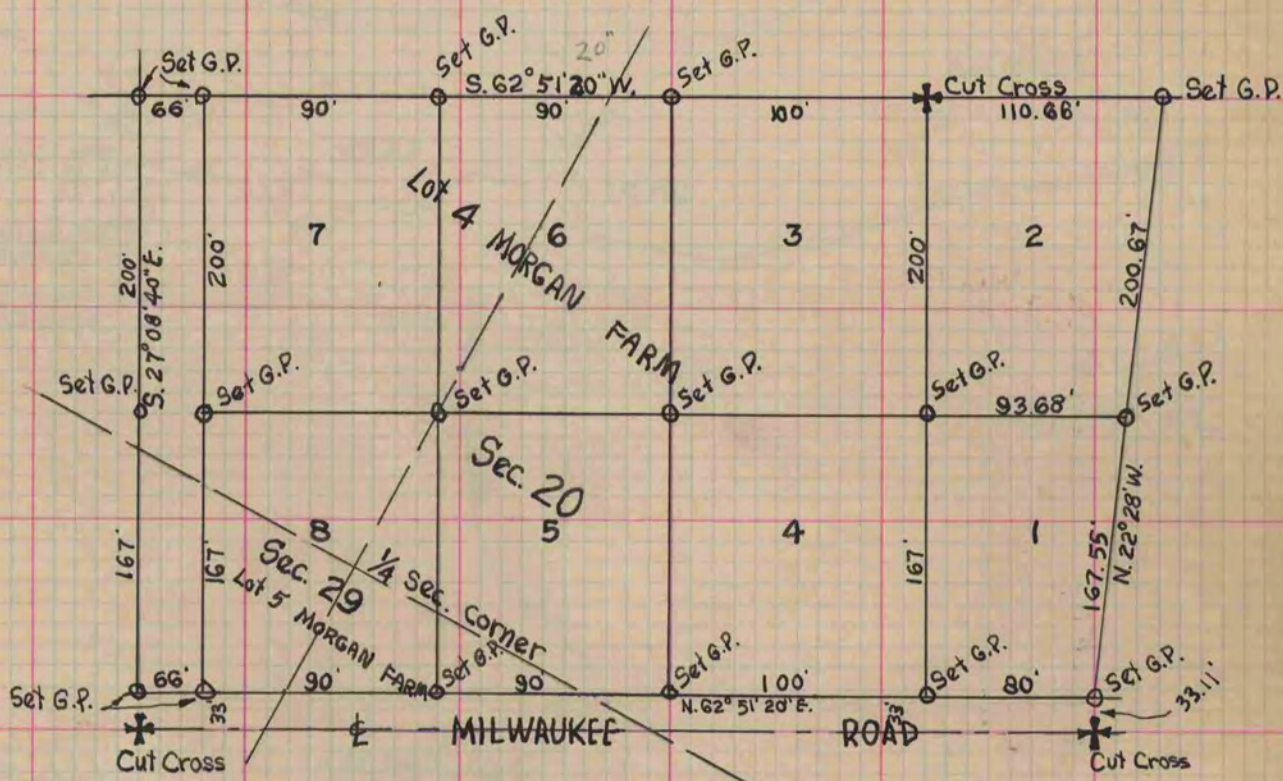 20"
Set G.P.
Set G.P.
S. 62° 51' 20" W.
Set G.P.
Cut Cross
Set G.P.
66'
90'
90'
100'
110.66'
Lot 4 MORGAN FARM
7
6
3
2
200'
S. 27° 08' 40" E.
200'
200'
200.67'
Set G.P.
Set G.P.
Set G.P.
Set G.P.
Set G.P.
93.68'
Set G.P.
Sec. 20
8
5
4
1
167'
167'
Sec. 29
Lot 5 MORGAN FARM
1/4 Sec. Corner
167'
167.55'
N. 22° 28' W.
Set G.P.
66'
90'
Set G.P.
90'
Set G.P.
100'
N. 62° 51' 20" E.
Set G.P.
80'
Set G.P.
33.11'
33'
33'
℄ MILWAUKEE ROAD
Cut Cross
Cut Cross